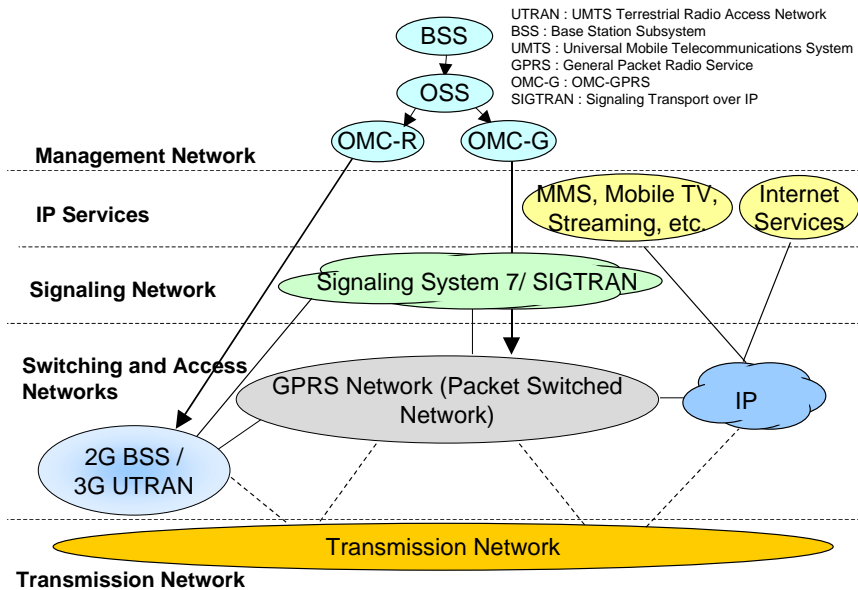 UTRAN : UMTS Terrestrial Radio Access Network
BSS : Base Station Subsystem
UMTS : Universal Mobile Telecommunications System
GPRS : General Packet Radio Service
OMC-G : OMC-GPRS
SIGTRAN : Signaling Transport over IP
BSS
OSS
OMC-R
OMC-G
Management Network
IP Services
MMS, Mobile TV,
Streaming, etc.
Internet
Services
Signaling Network
Signaling System 7/ SIGTRAN
Switching and Access
Networks
GPRS Network (Packet Switched
Network)
IP
2G BSS /
3G UTRAN
Transmission Network
Transmission Network